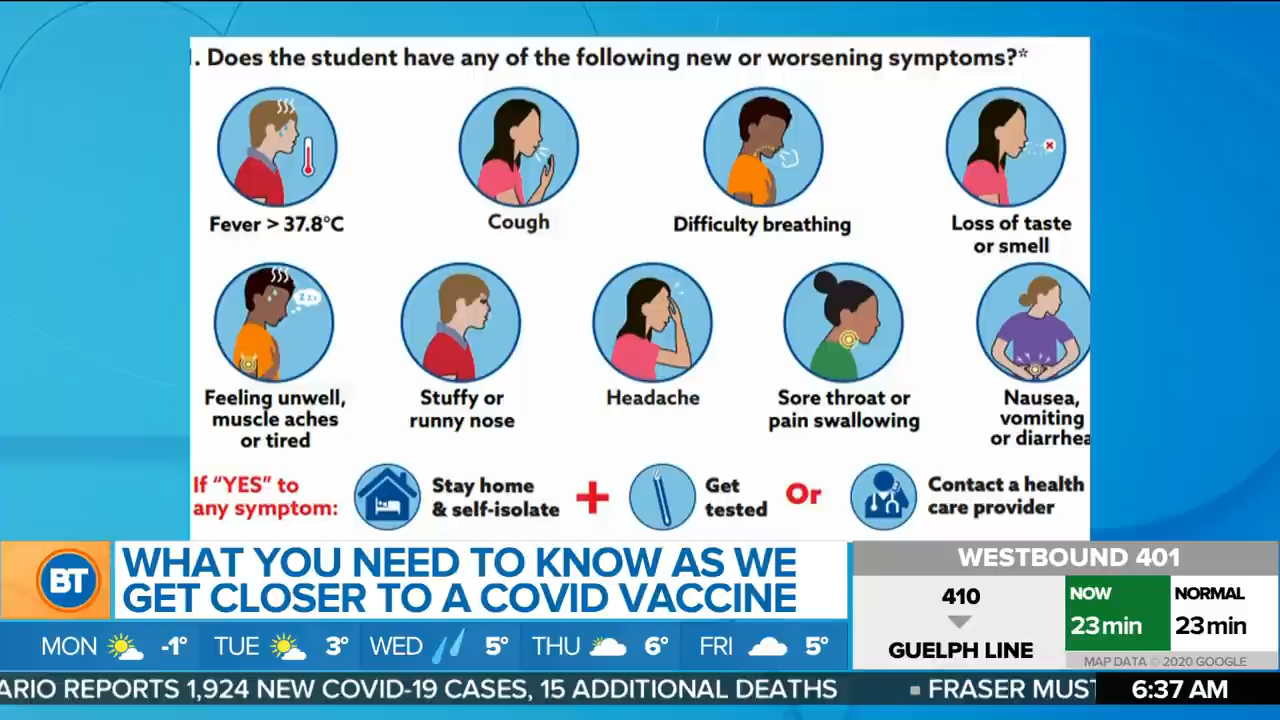 . Does the student have any of the following new or worsening symptoms?*
Fever > 37.8°C
Cough
Difficulty breathing
Loss of taste
or smell
zzz
Feeling unwell,
muscle aches
or tired
Stuffy or
runny nose
Headache
Sore throat or
pain swallowing
Nausea,
vomiting
or diarrhea
If “YES” to
any symptom:
Stay home
& self-isolate
+
Get
tested
Or
Contact a health
care provider
BT
WHAT YOU NEED TO KNOW AS WE
GET CLOSER TO A COVID VACCINE
WESTBOUND 401
410
GUELPH LINE
NOW
23 min
NORMAL
23 min
MAP DATA © 2020 GOOGLE
MON -1° TUE 3° WED 5° THU 6° FRI 5°
ARIO REPORTS 1,924 NEW COVID-19 CASES, 15 ADDITIONAL DEATHS ▪ FRASER MUST
6:37 AM